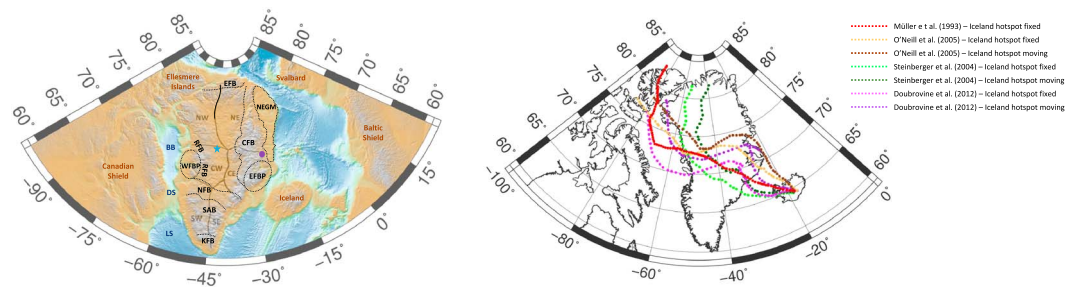 85°
80°
75°
70°
65°
60°
85°
80°
75°
70°
65°
60°
-90°
-75°
-60°
-45°
-30°
-15°
0°
15°
Ellesmere
Islands
Svalbard
EFB
NEGM
NW
NE
Baltic
Shield
BB
RFB
CFB
Canadian
Shield
WFBP
RFB
CW
CE
EFBP
DS
NFB
Iceland
SAB
SW
SE
LS
KFB
85°
80°
75°
70°
65°
60°
85°
80°
75°
70°
65°
60°
-100°
-80°
-60°
-40°
-20°
Müller e t al. (1993) – Iceland hotspot fixed
O'Neill et al. (2005) – Iceland hotspot fixed
O'Neill et al. (2005) – Iceland hotspot moving
Steinberger et al. (2004) – Iceland hotspot fixed
Steinberger et al. (2004) – Iceland hotspot moving
Doubrovine et al. (2012) – Iceland hotspot fixed
Doubrovine et al. (2012) – Iceland hotspot moving